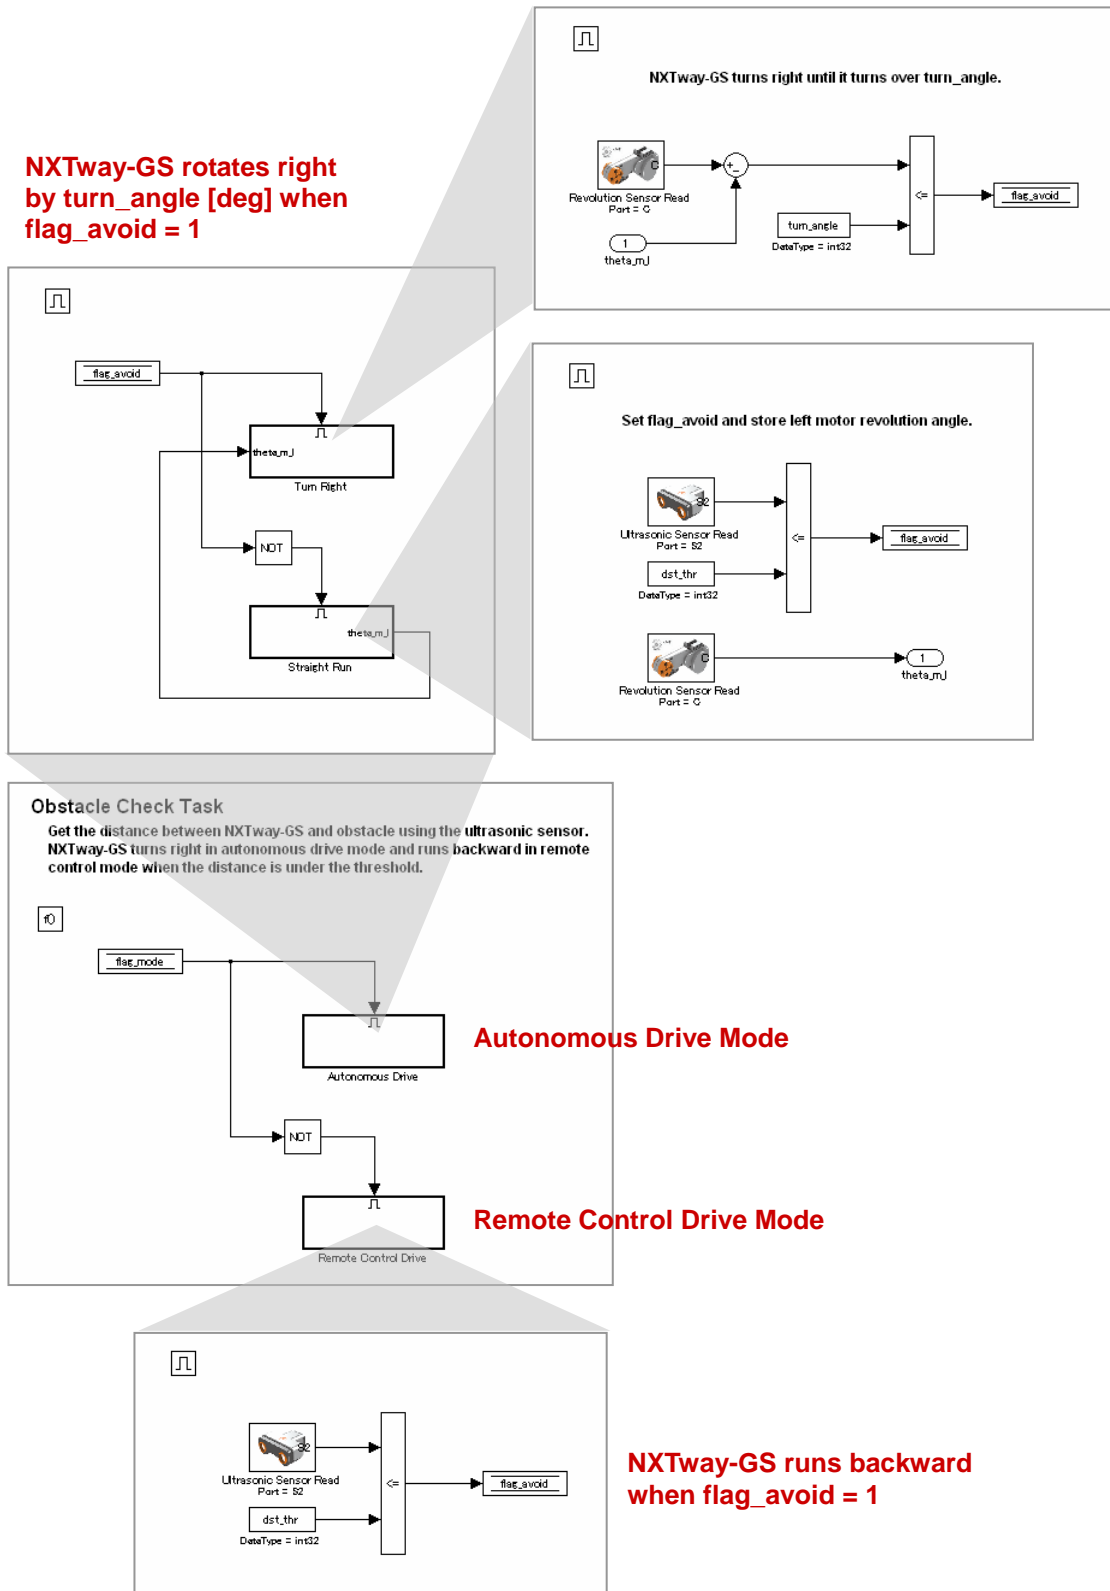 NXTway-GS turns right until it turns over turn_angle.
C
Revolution Sensor Read
Port = C
1
theta_m_l
+
-
turn_angle
DataType = int32
<=
flag_avoid
NXTway-GS rotates right
by turn_angle [deg] when
flag_avoid = 1
flag_avoid
theta_m_l
Turn Right
NOT
theta_m_l
Straight Run
Set flag_avoid and store left motor revolution angle.
S2
Ultrasonic Sensor Read
Port = S2
dst_thr
DataType = int32
<=
flag_avoid
C
Revolution Sensor Read
Port = C
1
theta_m_l
Obstacle Check Task
Get the distance between NXTway-GS and obstacle using the ultrasonic sensor.
NXTway-GS turns right in autonomous drive mode and runs backward in remote
control mode when the distance is under the threshold.
f()
flag_mode
Autonomous Drive
Autonomous Drive Mode
NOT
Remote Control Drive
Remote Control Drive Mode
S2
Ultrasonic Sensor Read
Port = S2
dst_thr
DataType = int32
<=
flag_avoid
NXTway-GS runs backward
when flag_avoid = 1